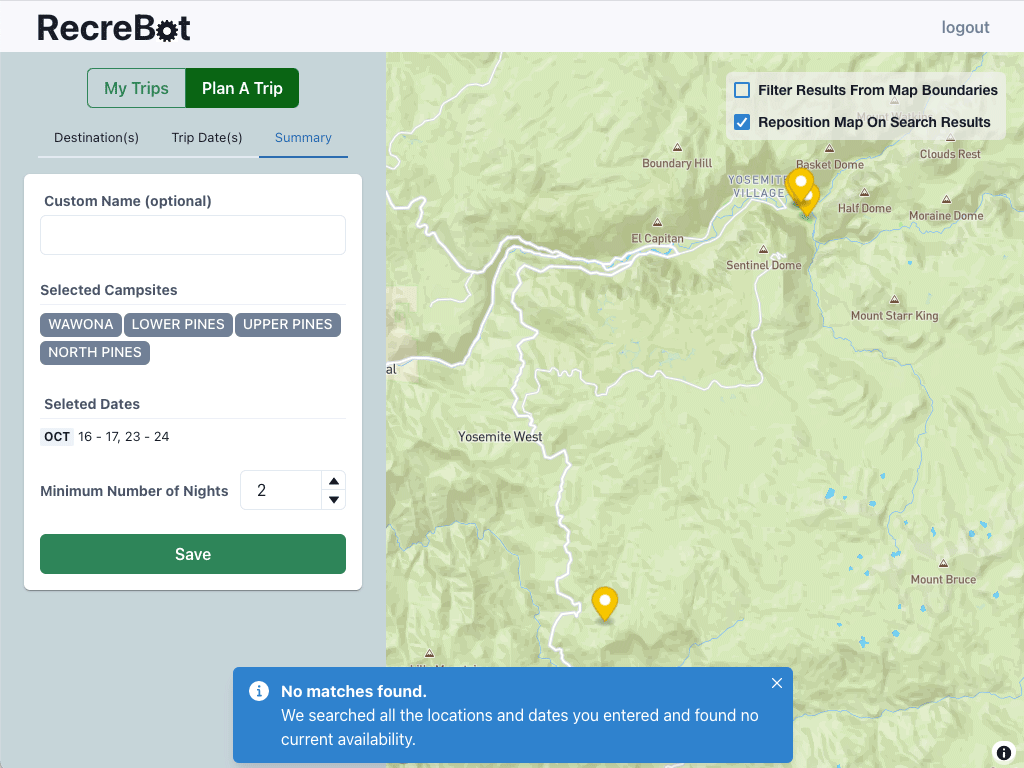 RecreBot
logout
My Trips
Plan A Trip
Destination(s)
Trip Date(s)
Summary
Custom Name (optional)
Selected Campsites
WAWONA
LOWER PINES
UPPER PINES
NORTH PINES
Seleted Dates
OCT 16 - 17, 23 - 24
Minimum Number of Nights
2
Save
Filter Results From Map Boundaries
Reposition Map On Search Results
Boundary Hill
Basket Dome
Clouds Rest
YOSEMITE
VILLAGE
Half Dome
Moraine Dome
El Capitan
Sentinel Dome
Mount Starr King
al
Yosemite West
Mount Bruce
No matches found.
We searched all the locations and dates you entered and found no
current availability.